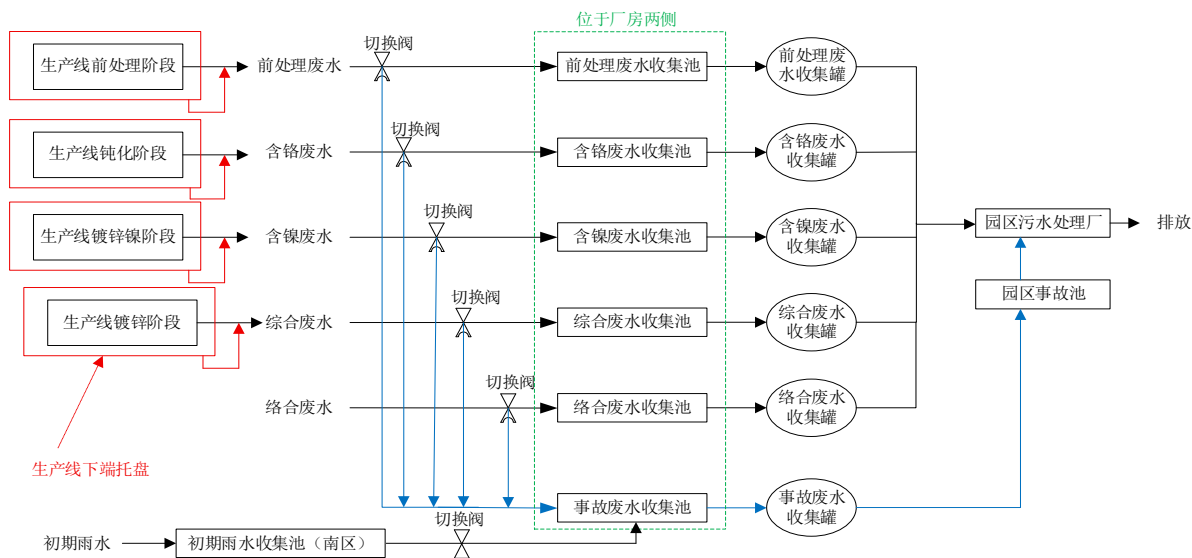 位于厂房两侧
切换阀
生产线前处理阶段
前处理废水
前处理废水收集池
前处理废
水收集罐
切换阀
生产线钝化阶段
含铬废水
含铬废水收集池
含铬废水
收集罐
切换阀
生产线镀锌镍阶段
含镍废水
含镍废水收集池
含镍废水
收集罐
园区污水处理厂
排放
切换阀
园区事故池
生产线镀锌阶段
综合废水
综合废水收集池
综合废水
收集罐
切换阀
络合废水
络合废水收集池
络合废水
收集罐
生产线下端托盘
事故废水收集池
事故废水
收集罐
切换阀
初期雨水
初期雨水收集池（南区）